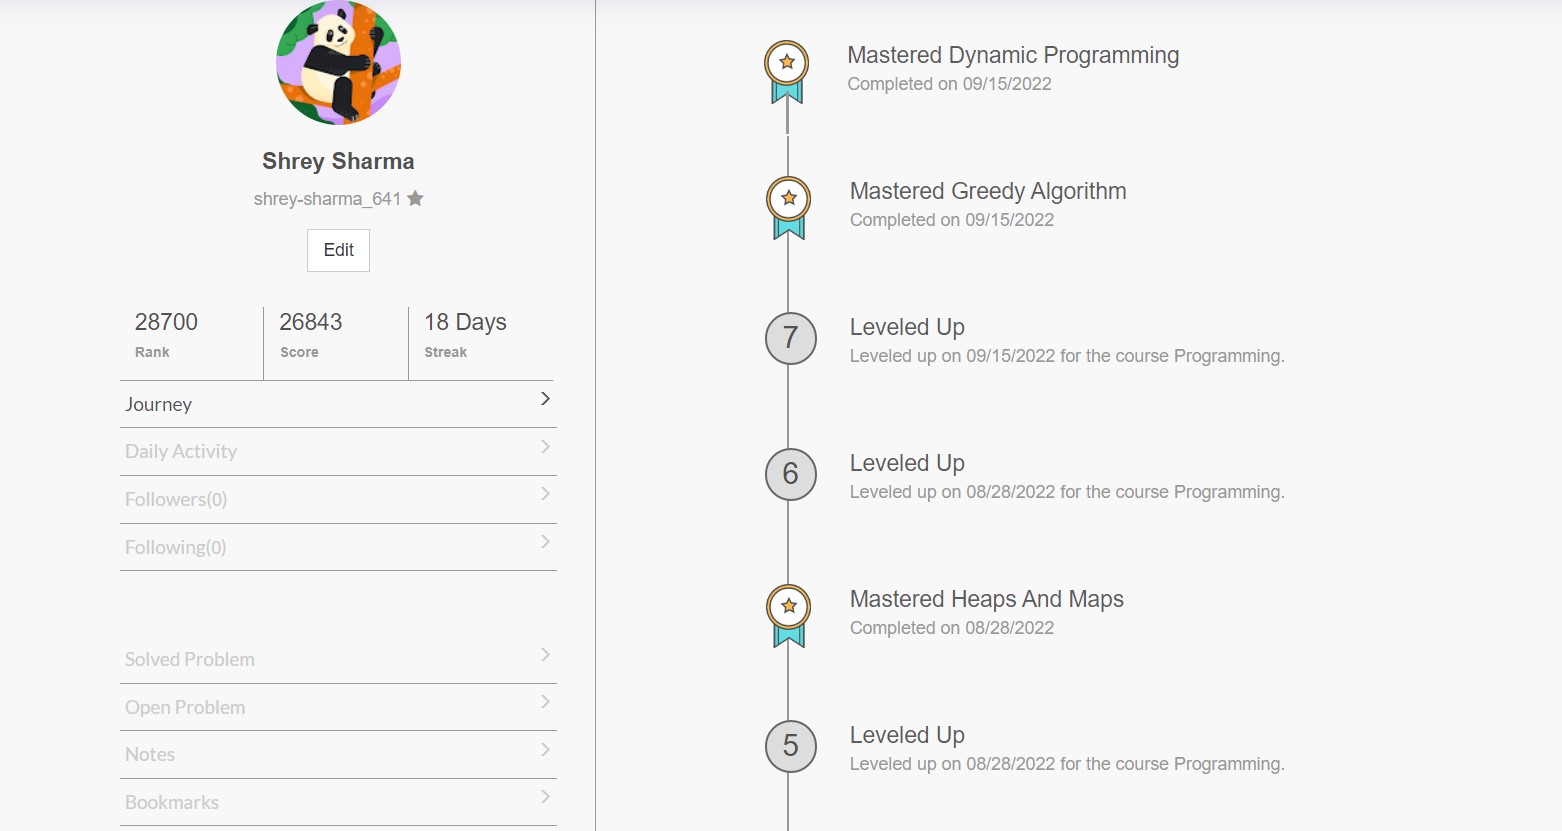 Shrey Sharma
shrey-sharma_641
Edit
28700
Rank
26843
Score
18 Days
Streak
Journey
Daily Activity
Followers(0)
Following(0)
Solved Problem
Open Problem
Notes
Bookmarks
Mastered Dynamic Programming
Completed on 09/15/2022
Mastered Greedy Algorithm
Completed on 09/15/2022
7
Leveled Up
Leveled up on 09/15/2022 for the course Programming.
6
Leveled Up
Leveled up on 08/28/2022 for the course Programming.
Mastered Heaps And Maps
Completed on 08/28/2022
5
Leveled Up
Leveled up on 08/28/2022 for the course Programming.